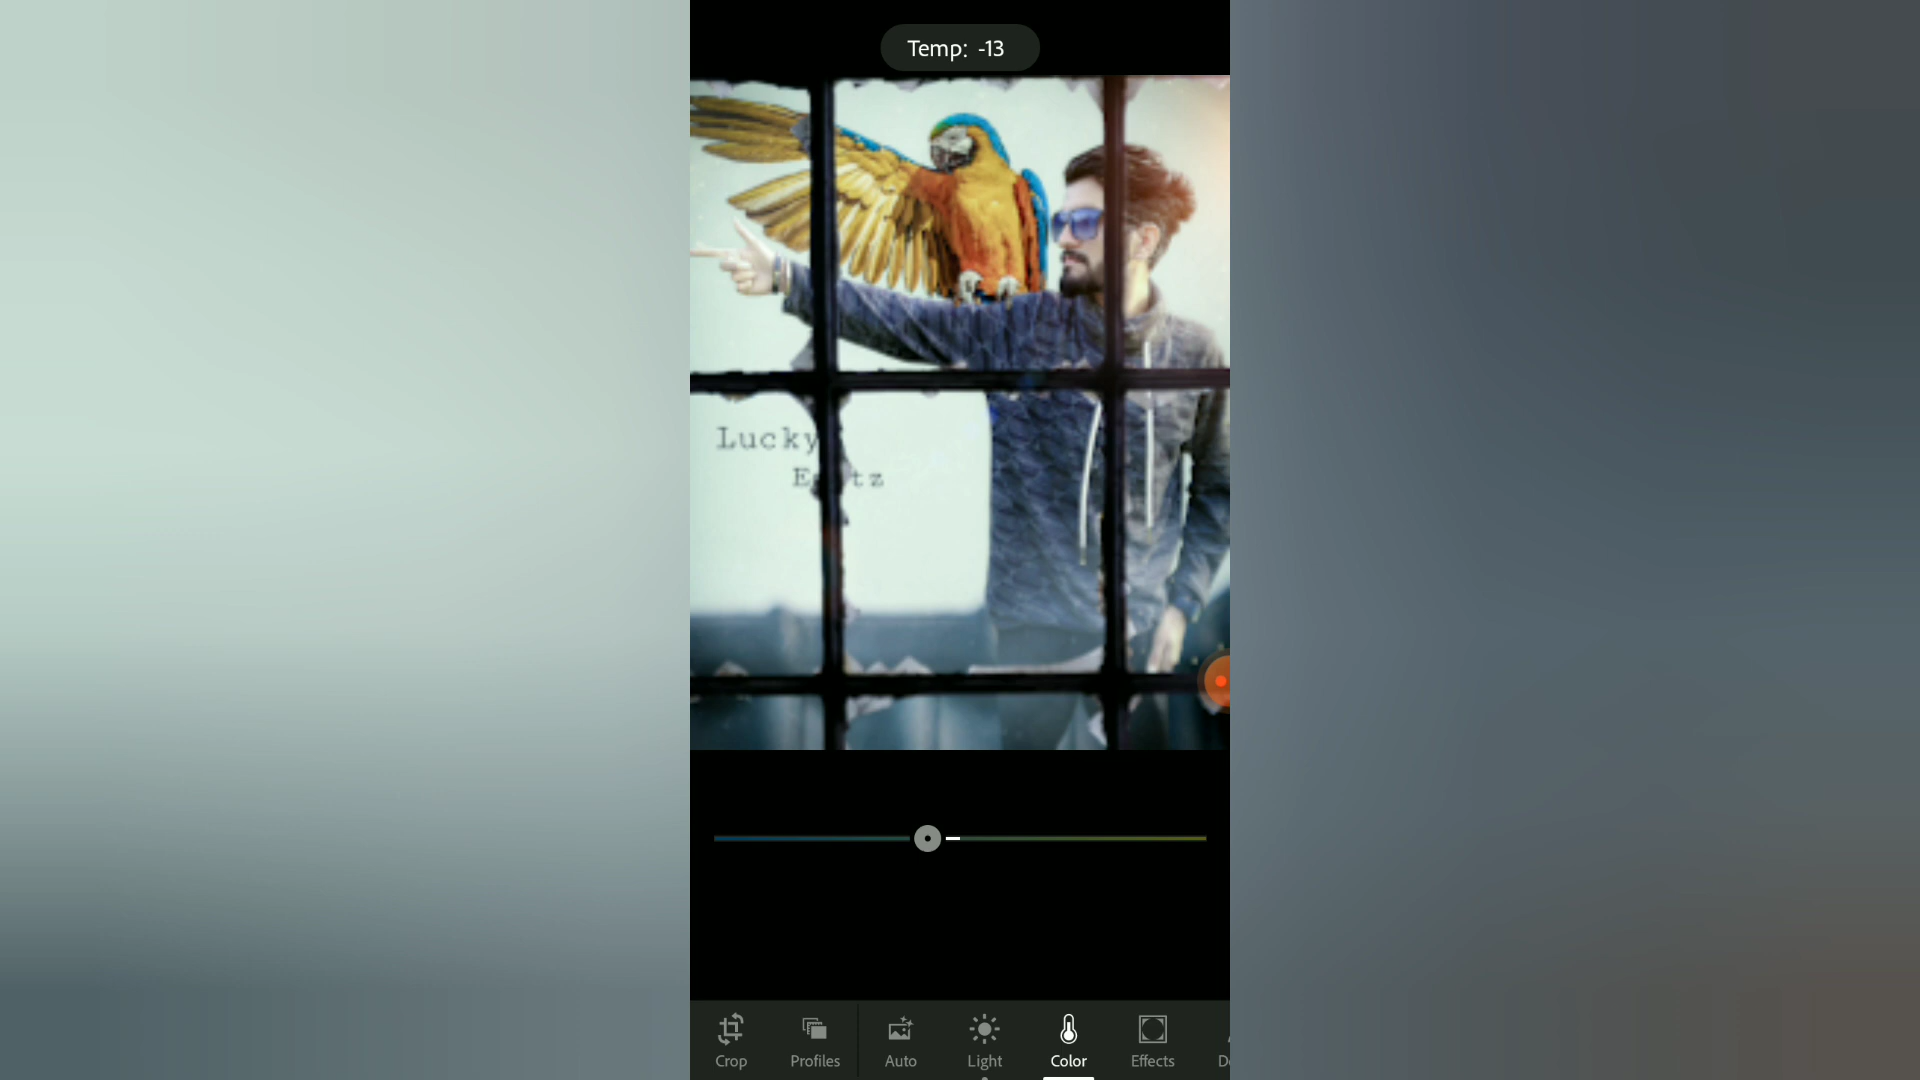 Temp: -13
Lucky
Crop
Profiles
Auto
Light
Color
Effects